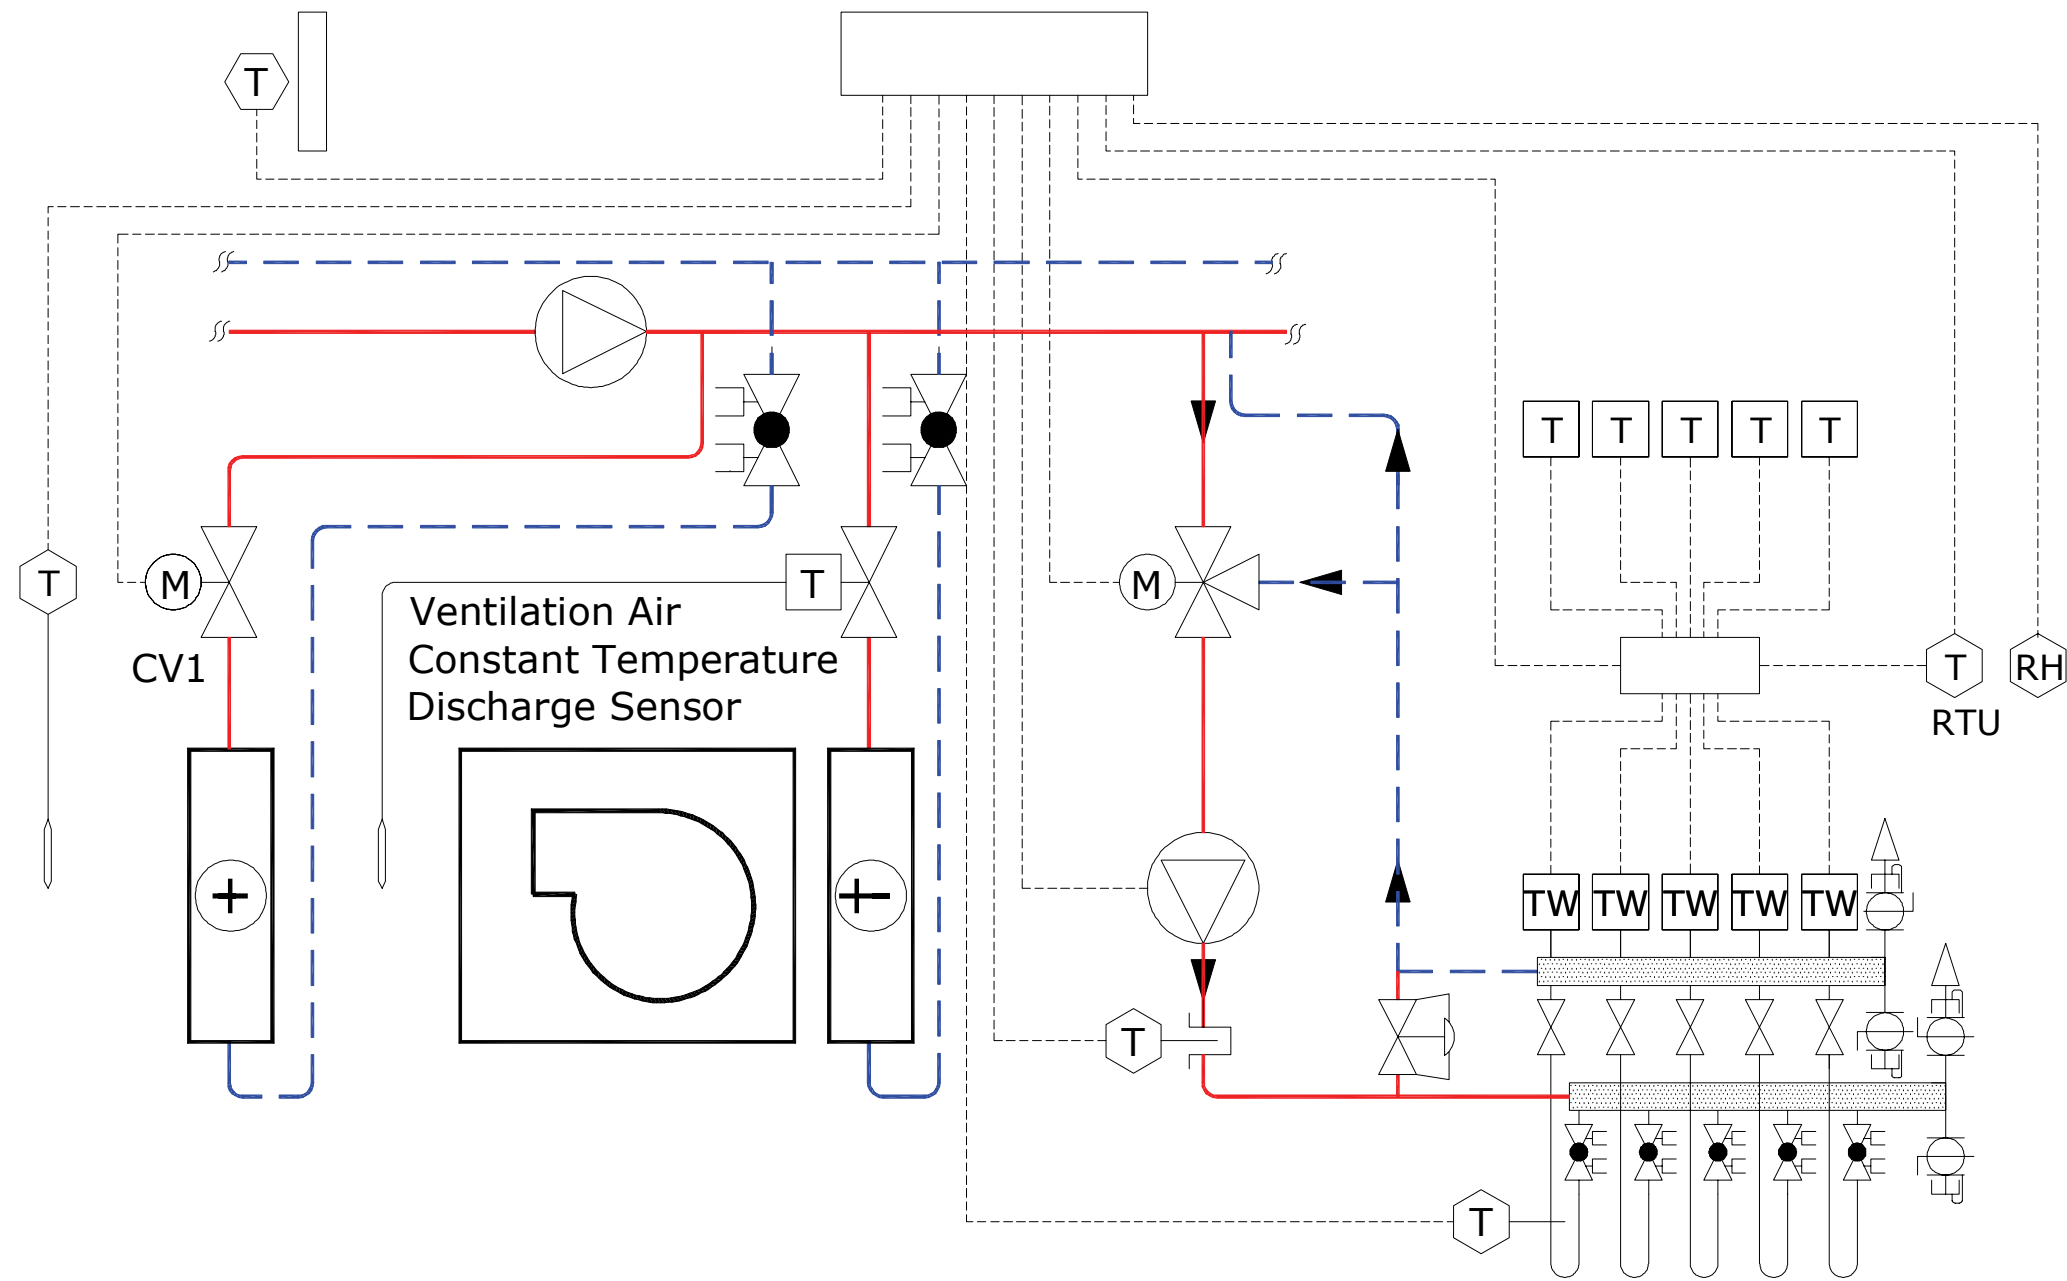 T
T T T T T
T
M
CV1
T
Ventilation Air
Constant Temperature
Discharge Sensor
M
T
RH
RTU
TW TW TW TW TW
T
T